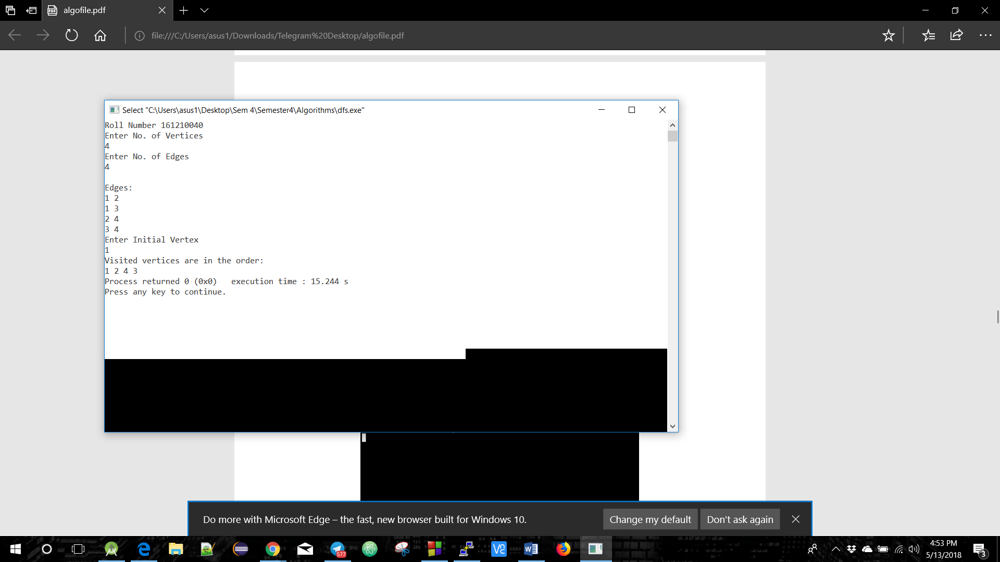 algofile.pdf
file:///C:/Users/asus1/Downloads/Telegram%20Desktop/algofile.pdf
Select "C:\Users\asus1\Desktop\Sem 4\Semester4\Algorithms\dfs.exe"
Roll Number 161210040
Enter No. of Vertices
4
Enter No. of Edges
4
Edges:
1 2
1 3
2 4
3 4
Enter Initial Vertex
1
Visited vertices are in the order:
1 2 4 3
Process returned 0 (0x0)   execution time : 15.244 s
Press any key to continue.
Do more with Microsoft Edge – the fast, new browser built for Windows 10.
Change my default
Don't ask again
577
4:53 PM
5/13/2018
3